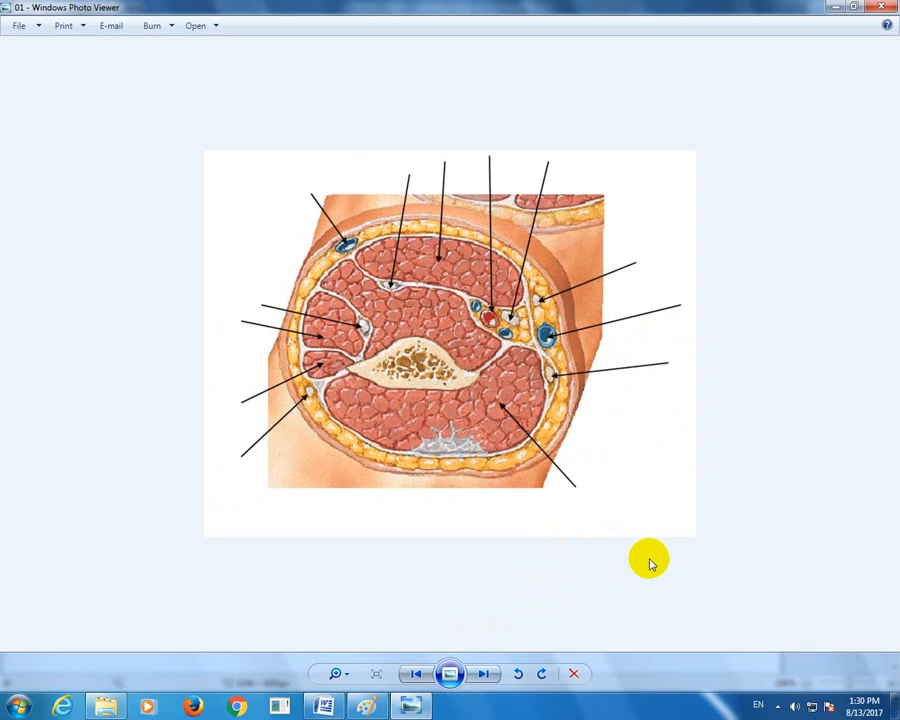 01 - Windows Photo Viewer
File Print E-mail Burn Open
EN
1:30 PM
8/13/2017